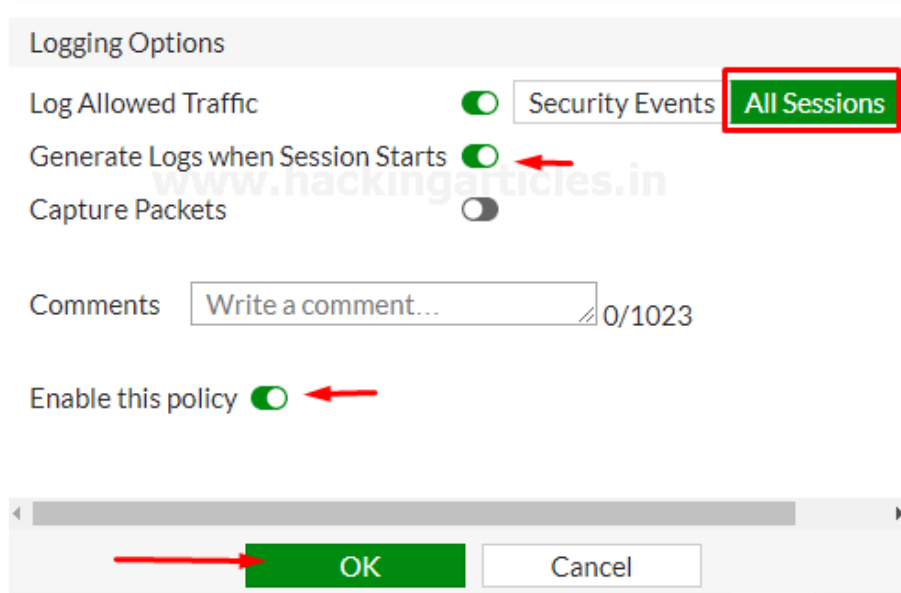 Logging Options
Log Allowed Traffic Security Events All Sessions
Generate Logs when Session Starts
www.hackingarticles.in
Capture Packets
Comments Write a comment... 0/1023
Enable this policy
OK Cancel